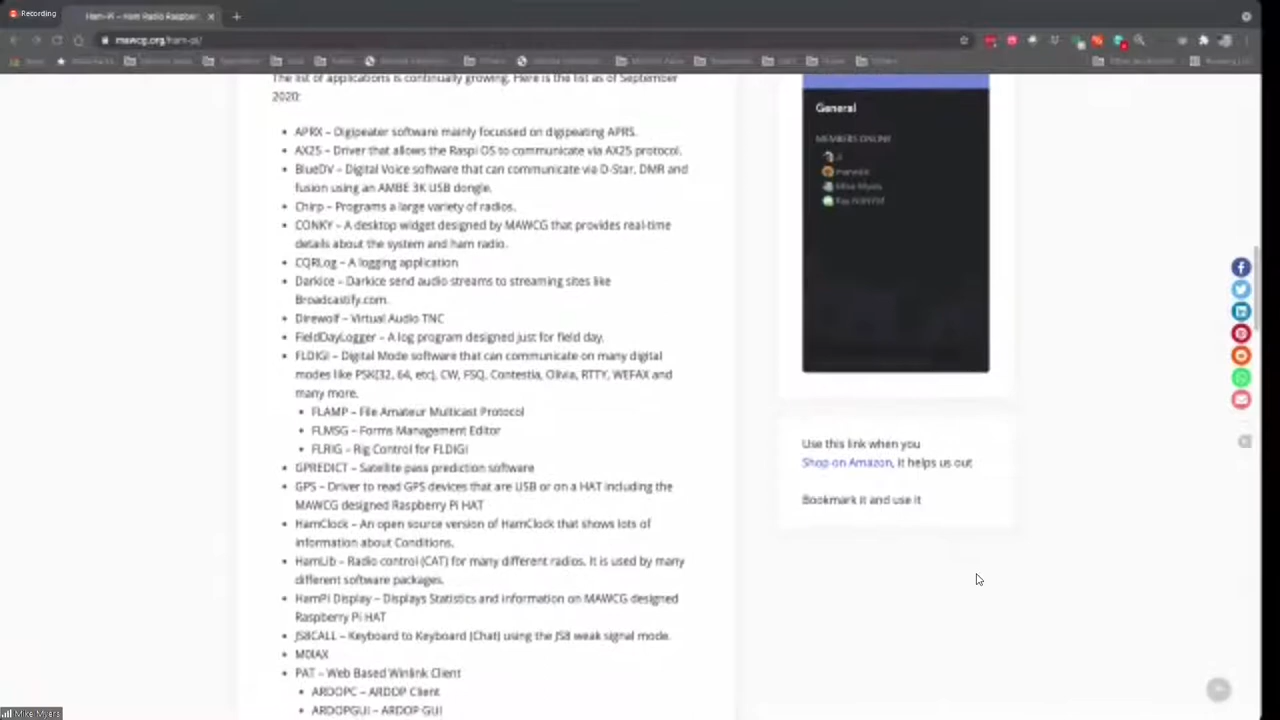 Recording
Ham-Pi – Ham Radio Raspber
mawcg.org/ham-pi/
The list of applications is continually growing. Here is the list as of September
2020:
APRX – Digipeater software mainly focussed on digipeating APRS.
AX25 – Driver that allows the Raspi OS to communicate via AX25 protocol.
BlueDV – Digital Voice software that can communicate via D-Star, DMR and
fusion using an AMBE 3K USB dongle.
Chirp – Programs a large variety of radios.
CONKY – A desktop widget designed by MAWCG that provides real-time
details about the system and ham radio.
CQRLog – A logging application
Darkice – Darkice send audio streams to streaming sites like
Broadcastify.com.
Direwolf – Virtual Audio TNC
FieldDayLogger – A log program designed just for field day.
FLDIGI – Digital Mode software that can communicate on many digital
modes like PSK(32, 64, etc), CW, FSQ, Contestia, Olivia, RTTY, WEFAX and
many more.
FLAMP – File Amateur Multicast Protocol
FLMSG – Forms Management Editor
FLRIG – Rig Control for FLDIGI
GPREDICT – Satellite pass prediction software
GPS – Driver to read GPS devices that are USB or on a HAT including the
MAWCG designed Raspberry Pi HAT
HamClock – An open source version of HamClock that shows lots of
information about Conditions.
HamLib – Radio control (CAT) for many different radios. It is used by many
different software packages.
HamPi Display – Displays Statistics and information on MAWCG designed
Raspberry Pi HAT
JS8CALL – Keyboard to Keyboard (Chat) using the JS8 weak signal mode.
M0IAX
PAT – Web Based Winlink Client
ARDOPC – ARDOP Client
ARDOPGUI – ARDOP GUI
General
MEMBERS ONLINE
Mike Myers
Use this link when you
Shop on Amazon, it helps us out
Bookmark it and use it
Mike Myers